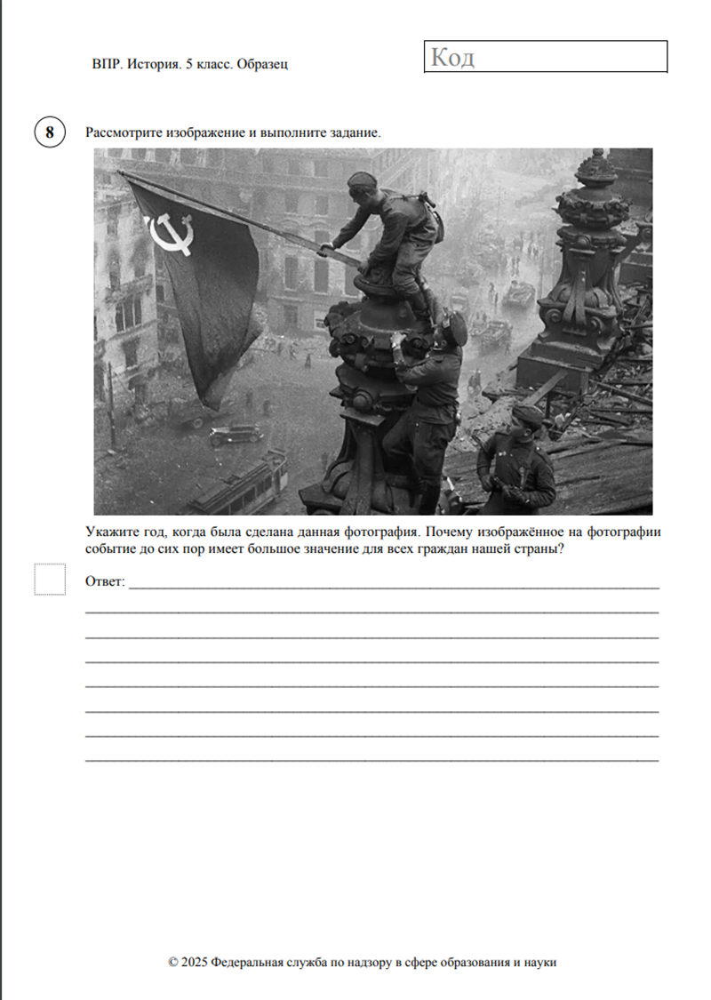 ВПР. История. 5 класс. Образец
Код
8
Рассмотрите изображение и выполните задание.
Укажите год, когда была сделана данная фотография. Почему изображённое на фотографии
событие до сих пор имеет большое значение для всех граждан нашей страны?
Ответ:
© 2025 Федеральная служба по надзору в сфере образования и науки